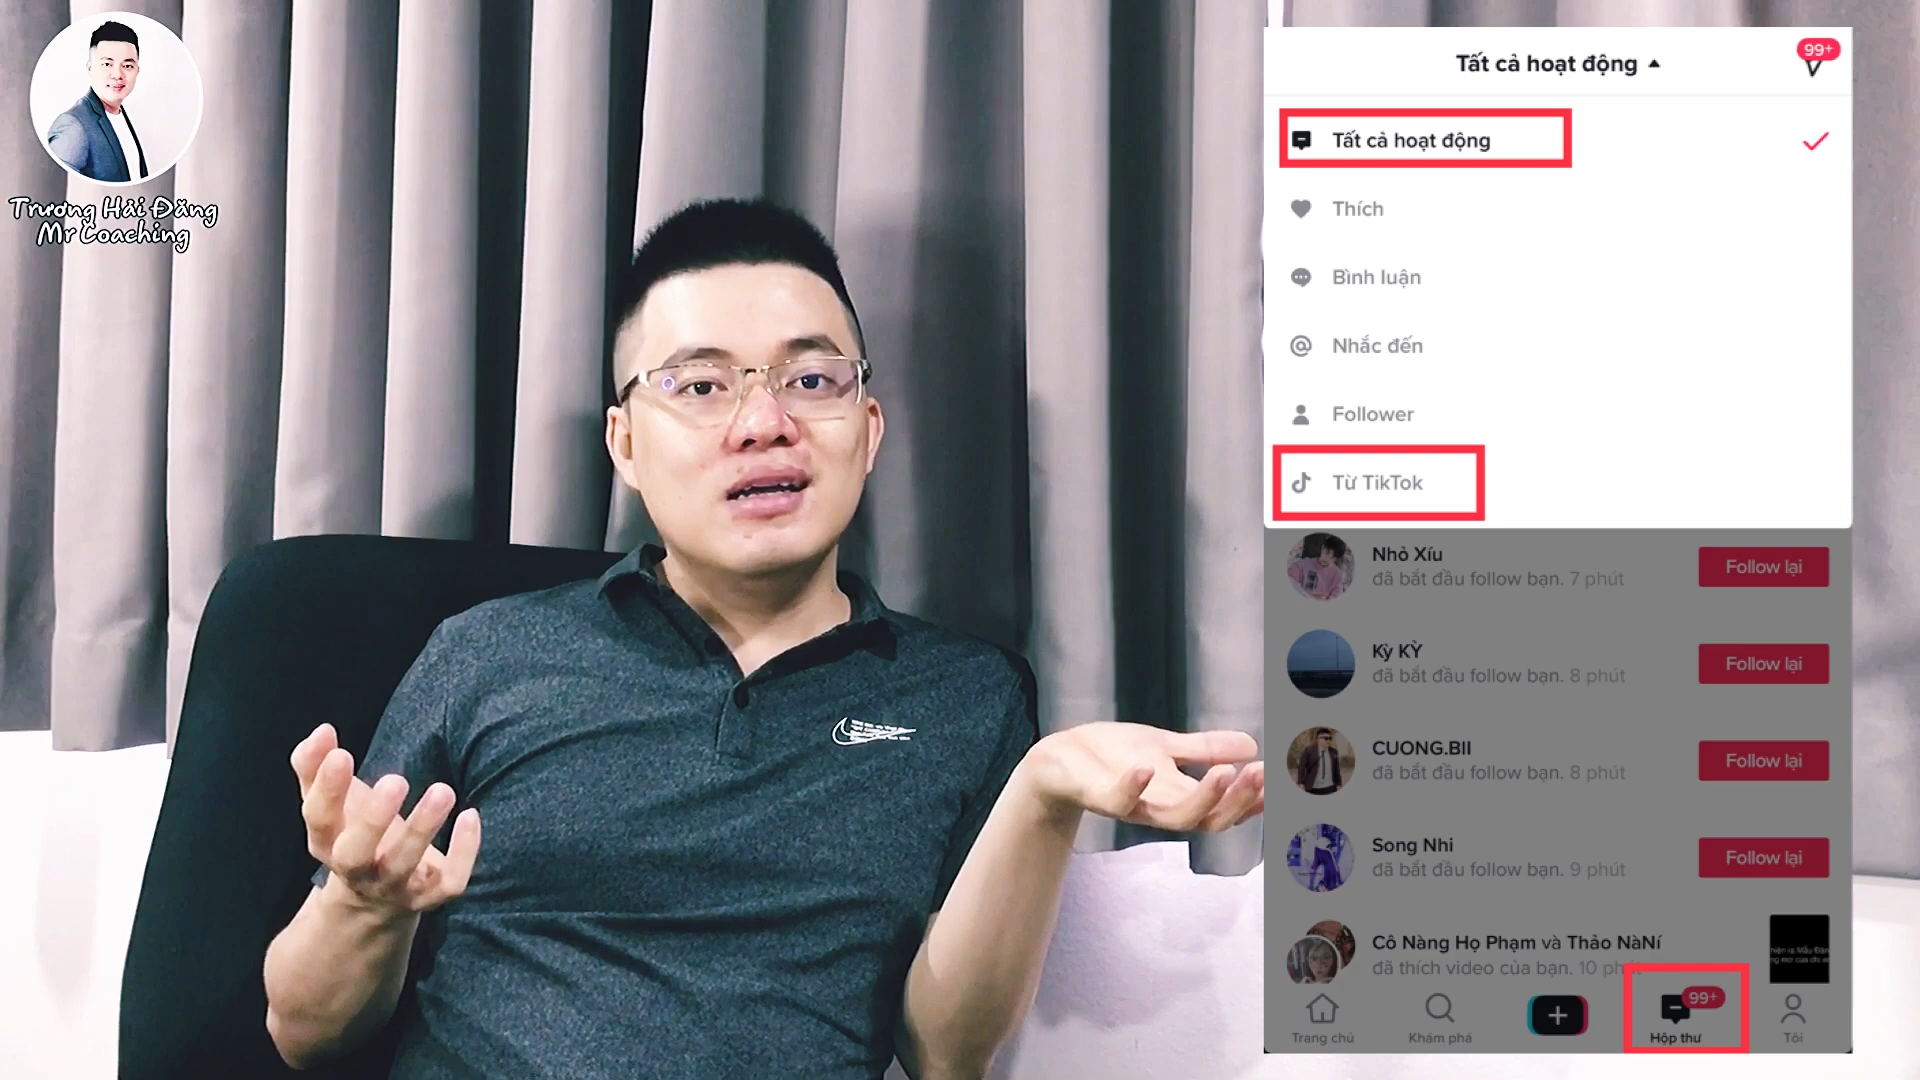 Trương Hải Đăng
Mr Coaching
Tất cả hoạt động
99+
Tất cả hoạt động
Thích
Bình luận
Nhắc đến
Follower
Từ TikTok
Nhỏ Xíu
đã bắt đầu follow bạn. 7 phút
Follow lại
Kỳ KỲ
đã bắt đầu follow bạn. 8 phút
Follow lại
CUONG.BII
đã bắt đầu follow bạn. 8 phút
Follow lại
Song Nhi
đã bắt đầu follow bạn. 9 phút
Follow lại
Cô Nàng Họ Phạm và Thảo NàNí
đã thích video của bạn. 10 phút
99+
Trang chủ
Khám phá
Hộp thư
Tôi